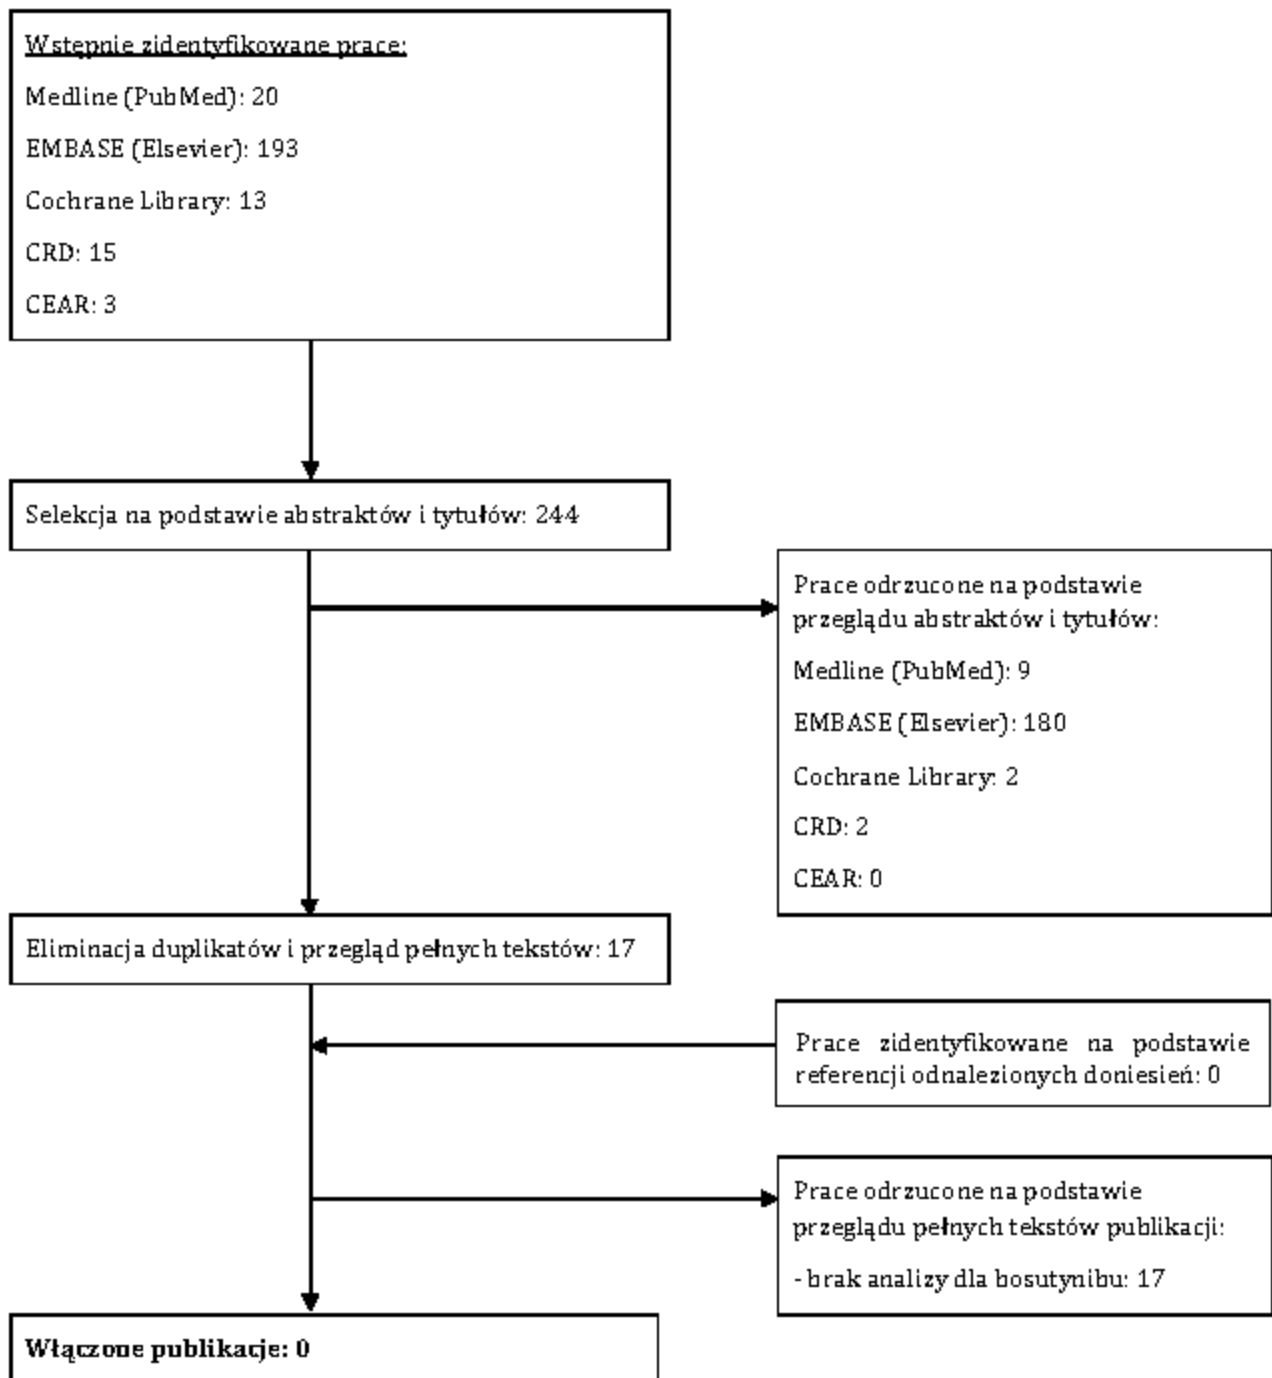 Wstępnie zidentyfikowane prace:
Medline (PubMed): 20
EMBASE (Elsevier): 193
Cochrane Library: 13
CRD: 15
CEAR: 3
Selekcja na podstawie abstraktów i tytułów: 244
Prace odrzucone na podstawie
przeglądu abstraktów i tytułów:
Medline (PubMed): 9
EMBASE (Elsevier): 180
Cochrane Library: 2
CRD: 2
CEAR: 0
Eliminacja duplikatów i przegląd pełnych tekstów: 17
Prace zidentyfikowane na podstawie
referencji odnalezionych doniesień: 0
Prace odrzucone na podstawie
przeglądu pełnych tekstów publikacji:
- brak analizy dla bosutynibu: 17
Włączone publikacje: 0